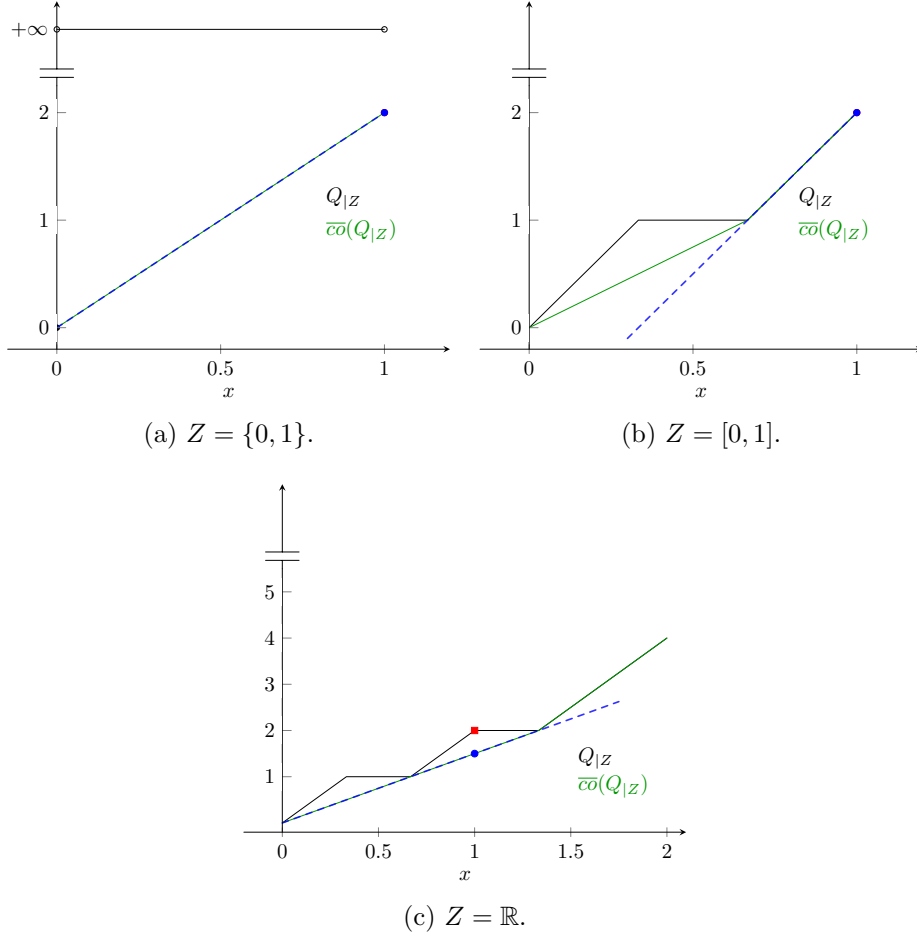 +∞
2
1
0
0
0.5
1
x
Q|Z
co̅(Q|Z)
(a) Z = {0, 1}.
2
1
0
0
0.5
1
x
Q|Z
co̅(Q|Z)
(b) Z = [0, 1].
5
4
3
2
1
0
0.5
1
1.5
2
x
Q|Z
co̅(Q|Z)
(c) Z = ℝ.